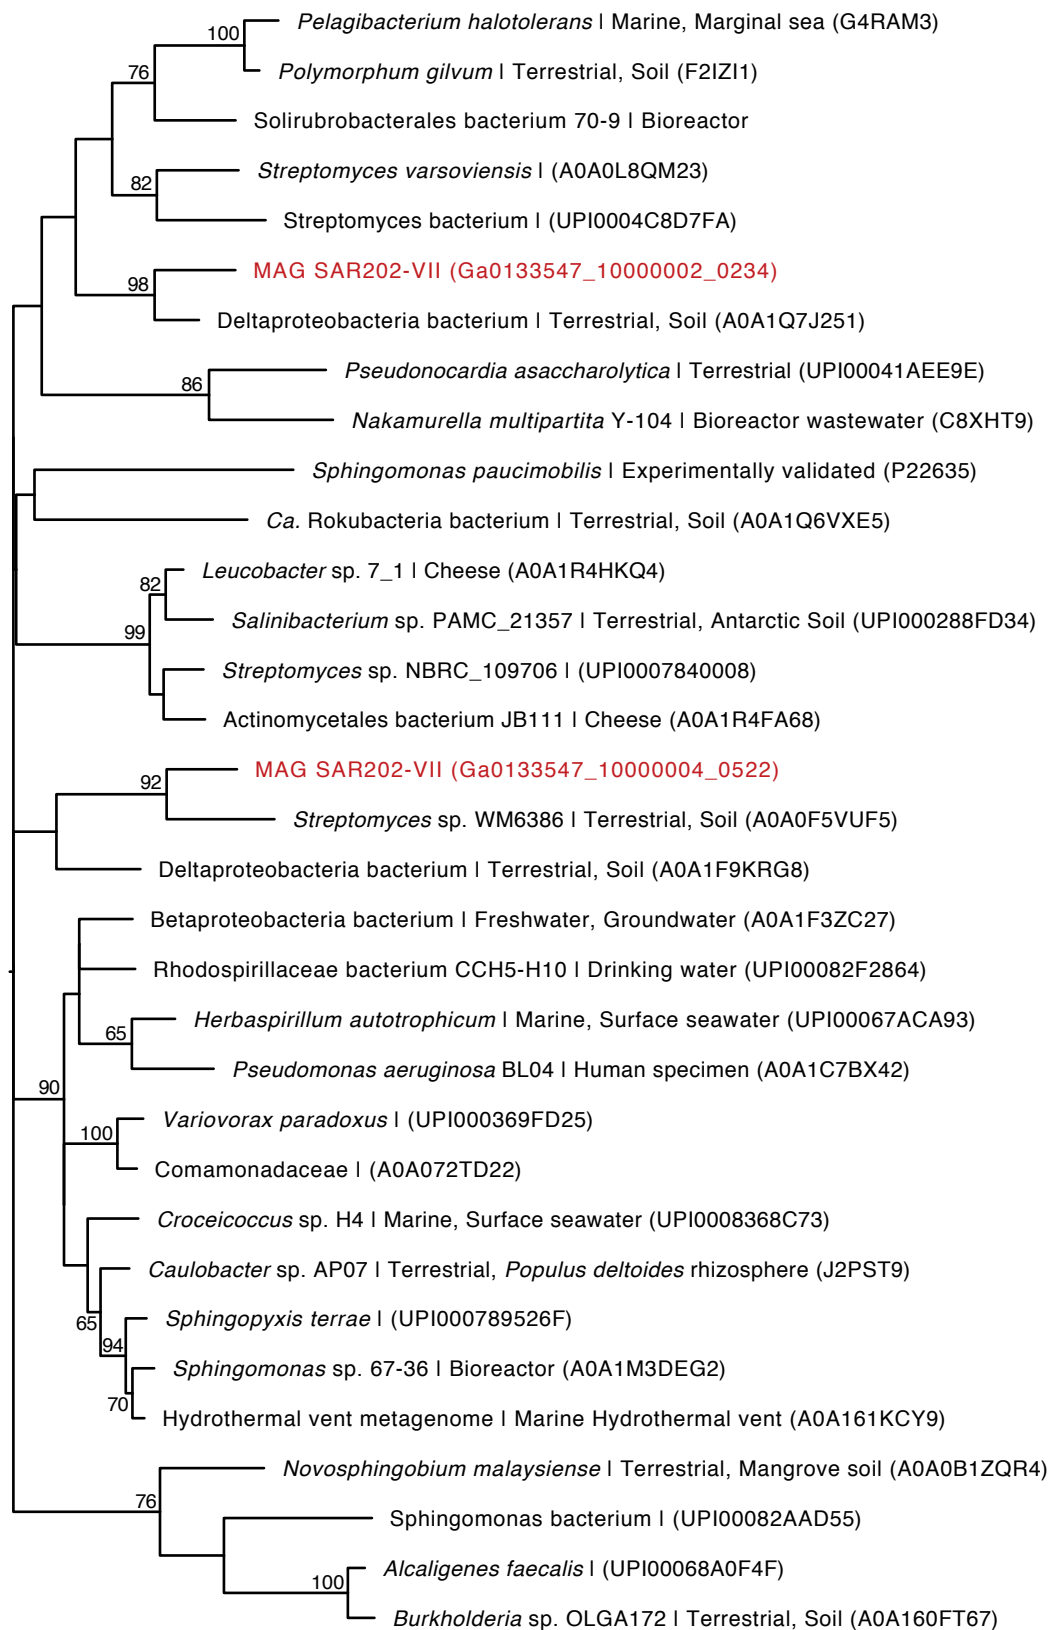 Pelagibacterium halotolerans | Marine, Marginal sea (G4RAM3)
100
Polymorphum gilvum | Terrestrial, Soil (F2IZI1)
76
Solirubrobacterales bacterium 70-9 | Bioreactor
Streptomyces varsoviensis | (A0A0L8QM23)
82
Streptomyces bacterium | (UPI0004C8D7FA)
MAG SAR202-VII (Ga0133547_10000002_0234)
98
Deltaproteobacteria bacterium | Terrestrial, Soil (A0A1Q7J251)
Pseudonocardia asaccharolytica | Terrestrial (UPI00041AEE9E)
86
Nakamurella multipartita Y-104 | Bioreactor wastewater (C8XHT9)
Sphingomonas paucimobilis | Experimentally validated (P22635)
Ca. Rokubacteria bacterium | Terrestrial, Soil (A0A1Q6VXE5)
Leucobacter sp. 7_1 | Cheese (A0A1R4HKQ4)
82
Salinibacterium sp. PAMC_21357 | Terrestrial, Antarctic Soil (UPI000288FD34)
99
Streptomyces sp. NBRC_109706 | (UPI0007840008)
Actinomycetales bacterium JB111 | Cheese (A0A1R4FA68)
MAG SAR202-VII (Ga0133547_10000004_0522)
92
Streptomyces sp. WM6386 | Terrestrial, Soil (A0A0F5VUF5)
Deltaproteobacteria bacterium | Terrestrial, Soil (A0A1F9KRG8)
Betaproteobacteria bacterium | Freshwater, Groundwater (A0A1F3ZC27)
Rhodospirillaceae bacterium CCH5-H10 | Drinking water (UPI00082F2864)
Herbaspirillum autotrophicum | Marine, Surface seawater (UPI00067ACA93)
65
Pseudomonas aeruginosa BL04 | Human specimen (A0A1C7BX42)
90
Variovorax paradoxus | (UPI000369FD25)
100
Comamonadaceae | (A0A072TD22)
Croceicoccus sp. H4 | Marine, Surface seawater (UPI0008368C73)
Caulobacter sp. AP07 | Terrestrial, Populus deltoides rhizosphere (J2PST9)
65
Sphingopyxis terrae | (UPI000789526F)
94
Sphingomonas sp. 67-36 | Bioreactor (A0A1M3DEG2)
70
Hydrothermal vent metagenome | Marine Hydrothermal vent (A0A161KCY9)
Novosphingobium malaysiense | Terrestrial, Mangrove soil (A0A0B1ZQR4)
76
Sphingomonas bacterium | (UPI00082AAD55)
Alcaligenes faecalis | (UPI00068A0F4F)
100
Burkholderia sp. OLGA172 | Terrestrial, Soil (A0A160FT67)